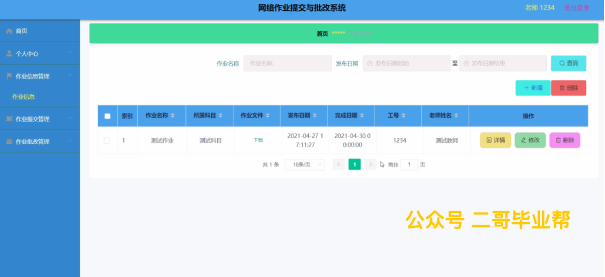 网络作业提交与批改系统
老师 1234
退出登录
首页
个人中心
作业信息管理
作业信息
作业提交管理
作业批改管理
首页
作业名称 作业名称 发布日期 发布日期起始 至 发布日期结束 查询
+ 新增 删除
索引 作业名称 所属科目 作业文件 发布日期 完成日期 工号 老师姓名 操作
1 测试作业 测试科目 下载 2021-04-27 1 2021-04-30 0 1234 测试教师 详情 修改 删除
7:11:27 0:00:00
共 1 条 10条/页 1 前往 1 页
公众号 二哥毕业帮